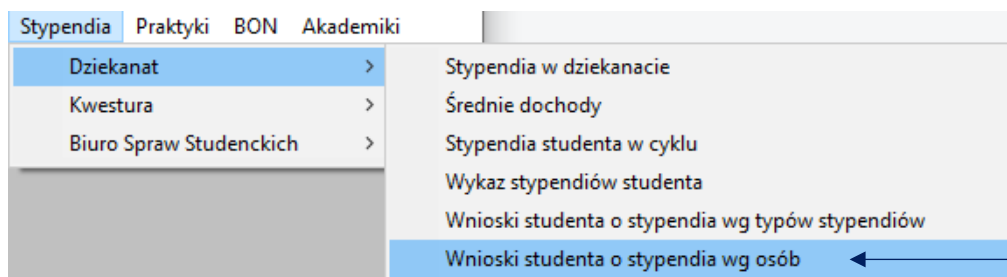 Stypendia Praktyki BON Akademiki
Dziekanat >
Kwestura >
Biuro Spraw Studenckich >
Stypendia w dziekanacie
Średnie dochody
Stypendia studenta w cyklu
Wykaz stypendiów studenta
Wnioski studenta o stypendia wg typów stypendiów
Wnioski studenta o stypendia wg osób